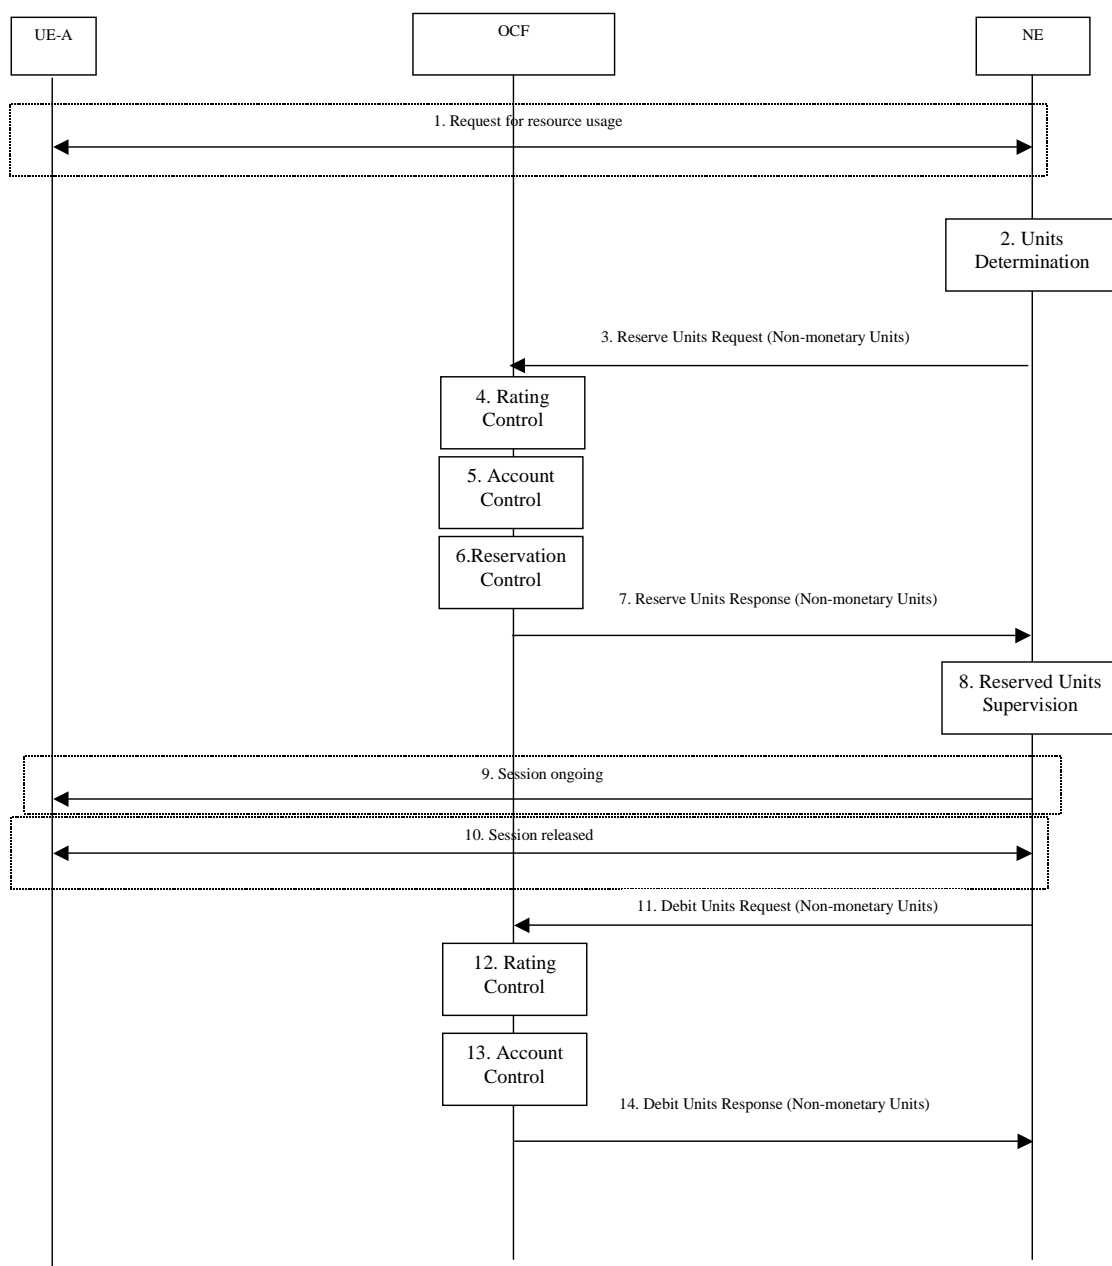 UE-A
OCF
NE
1. Request for resource usage
2. Units
Determination
3. Reserve Units Request (Non-monetary Units)
4. Rating
Control
5. Account
Control
6.Reservation
Control
7. Reserve Units Response (Non-monetary Units)
8. Reserved Units
Supervision
9. Session ongoing
10. Session released
11. Debit Units Request (Non-monetary Units)
12. Rating
Control
13. Account
Control
14. Debit Units Response (Non-monetary Units)